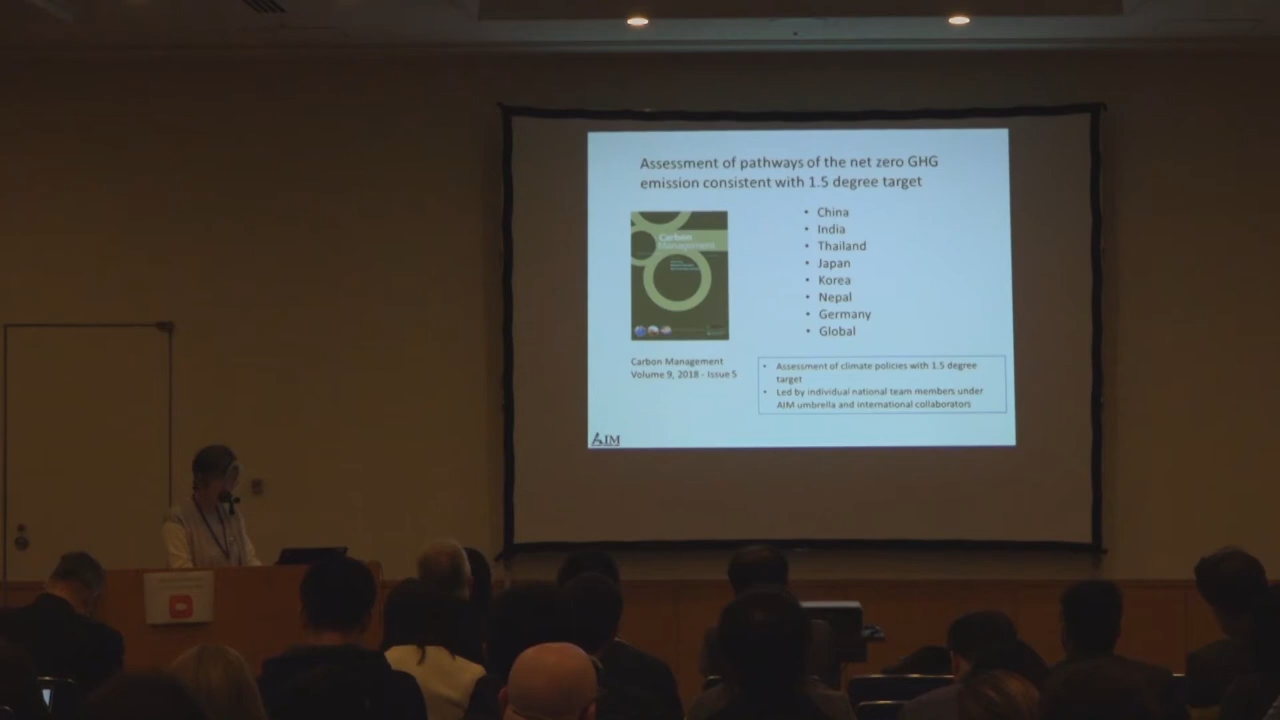 Assessment of pathways of the net zero GHG
emission consistent with 1.5 degree target
Carbon
Management
• China
• India
• Thailand
• Japan
• Korea
• Nepal
• Germany
• Global
Carbon Management
Volume 9, 2018 - Issue 5
• Assessment of climate policies with 1.5 degree
target
• Led by individual national team members under
AIM umbrella and international collaborators
AIM